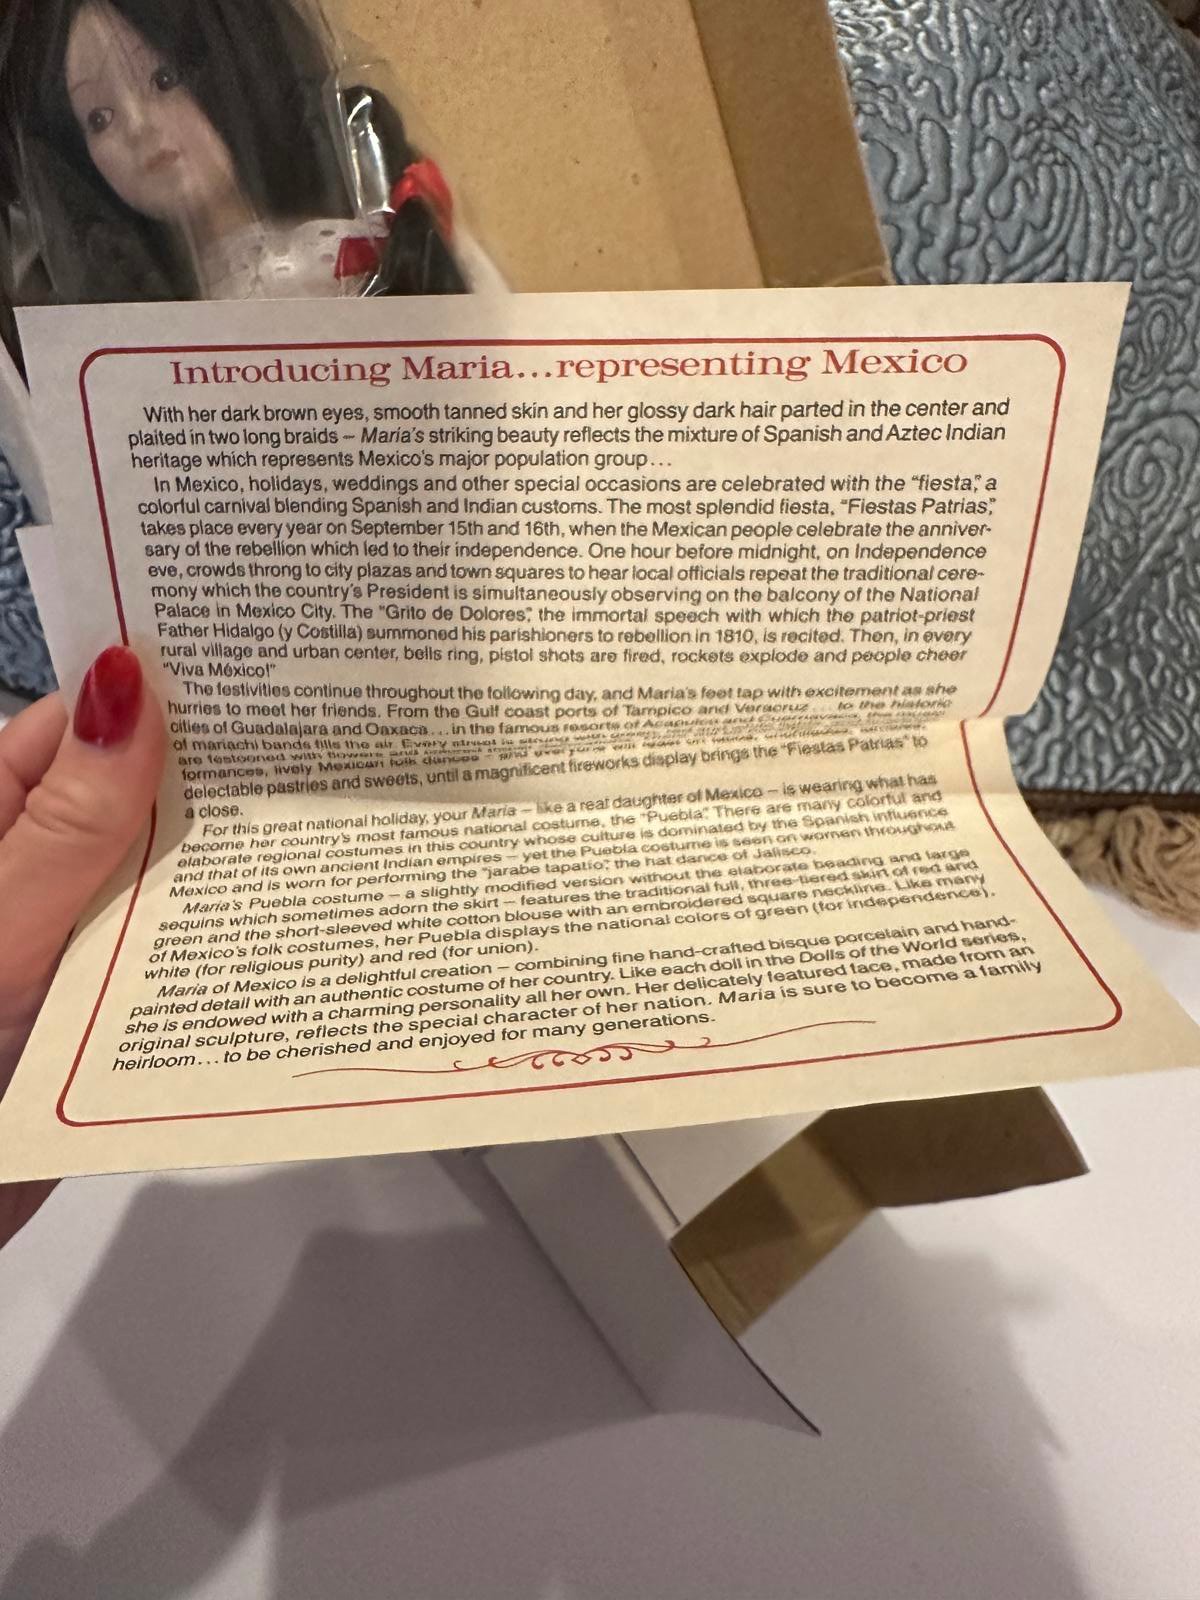 Introducing Maria...representing Mexico
With her dark brown eyes, smooth tanned skin and her glossy dark hair parted in the center and
plaited in two long braids – Maria's striking beauty reflects the mixture of Spanish and Aztec Indian
heritage which represents Mexico's major population group...
In Mexico, holidays, weddings and other special occasions are celebrated with the "fiesta," a
colorful carnival blending Spanish and Indian customs. The most splendid fiesta, "Fiestas Patrias,"
takes place every year on September 15th and 16th, when the Mexican people celebrate the anniver-
sary of the rebellion which led to their independence. One hour before midnight, on Independence
eve, crowds throng to city plazas and town squares to hear local officials repeat the traditional cere-
mony which the country's President is simultaneously observing on the balcony of the National
Palace in Mexico City. The "Grito de Dolores," the immortal speech with which the patriot-priest
Father Hidalgo (y Costilla) summoned his parishioners to rebellion in 1810, is recited. Then, in every
rural village and urban center, bells ring, pistol shots are fired, rockets explode and people cheer
"Viva México!"
The festivities continue throughout the following day, and Maria's feet tap with excitement as she
hurries to meet her friends. From the Gulf coast ports of Tampico and Veracruz... to the historic
cities of Guadalajara and Oaxaca...in the famous resorts of Acapulco and Cuernavaca, the
of mariachi bands fills the air. Every street is
are festooned with flowers and
formances, lively Mexican folk dances – and everyone will feast on
delectable pastries and sweets, until a magnificent fireworks display brings the "Fiestas Patrias" to
a close.
For this great national holiday, your Maria – like a real daughter of Mexico – is wearing what has
become her country's most famous national costume, the "Puebla." There are many colorful and
elaborate regional costumes in this country whose culture is dominated by the Spanish influence
and that of its own ancient Indian empires – yet the Puebla costume is seen on women throughout
Mexico and is worn for performing the "jarabe tapatio," the hat dance of Jalisco.
Maria's Puebla costume – a slightly modified version without the elaborate beading and large
sequins which sometimes adorn the skirt – features the traditional full, three-tiered skirt of red and
green and the short-sleeved white cotton blouse with an embroidered square neckline. Like many
of Mexico's folk costumes, her Puebla displays the national colors of green (for independence),
white (for religious purity) and red (for union).
Maria of Mexico is a delightful creation – combining fine hand-crafted bisque porcelain and hand-
painted detail with an authentic costume of her country. Like each doll in the Dolls of the World series,
she is endowed with a charming personality all her own. Her delicately featured face, made from an
original sculpture, reflects the special character of her nation. Maria is sure to become a family
heirloom...to be cherished and enjoyed for many generations.